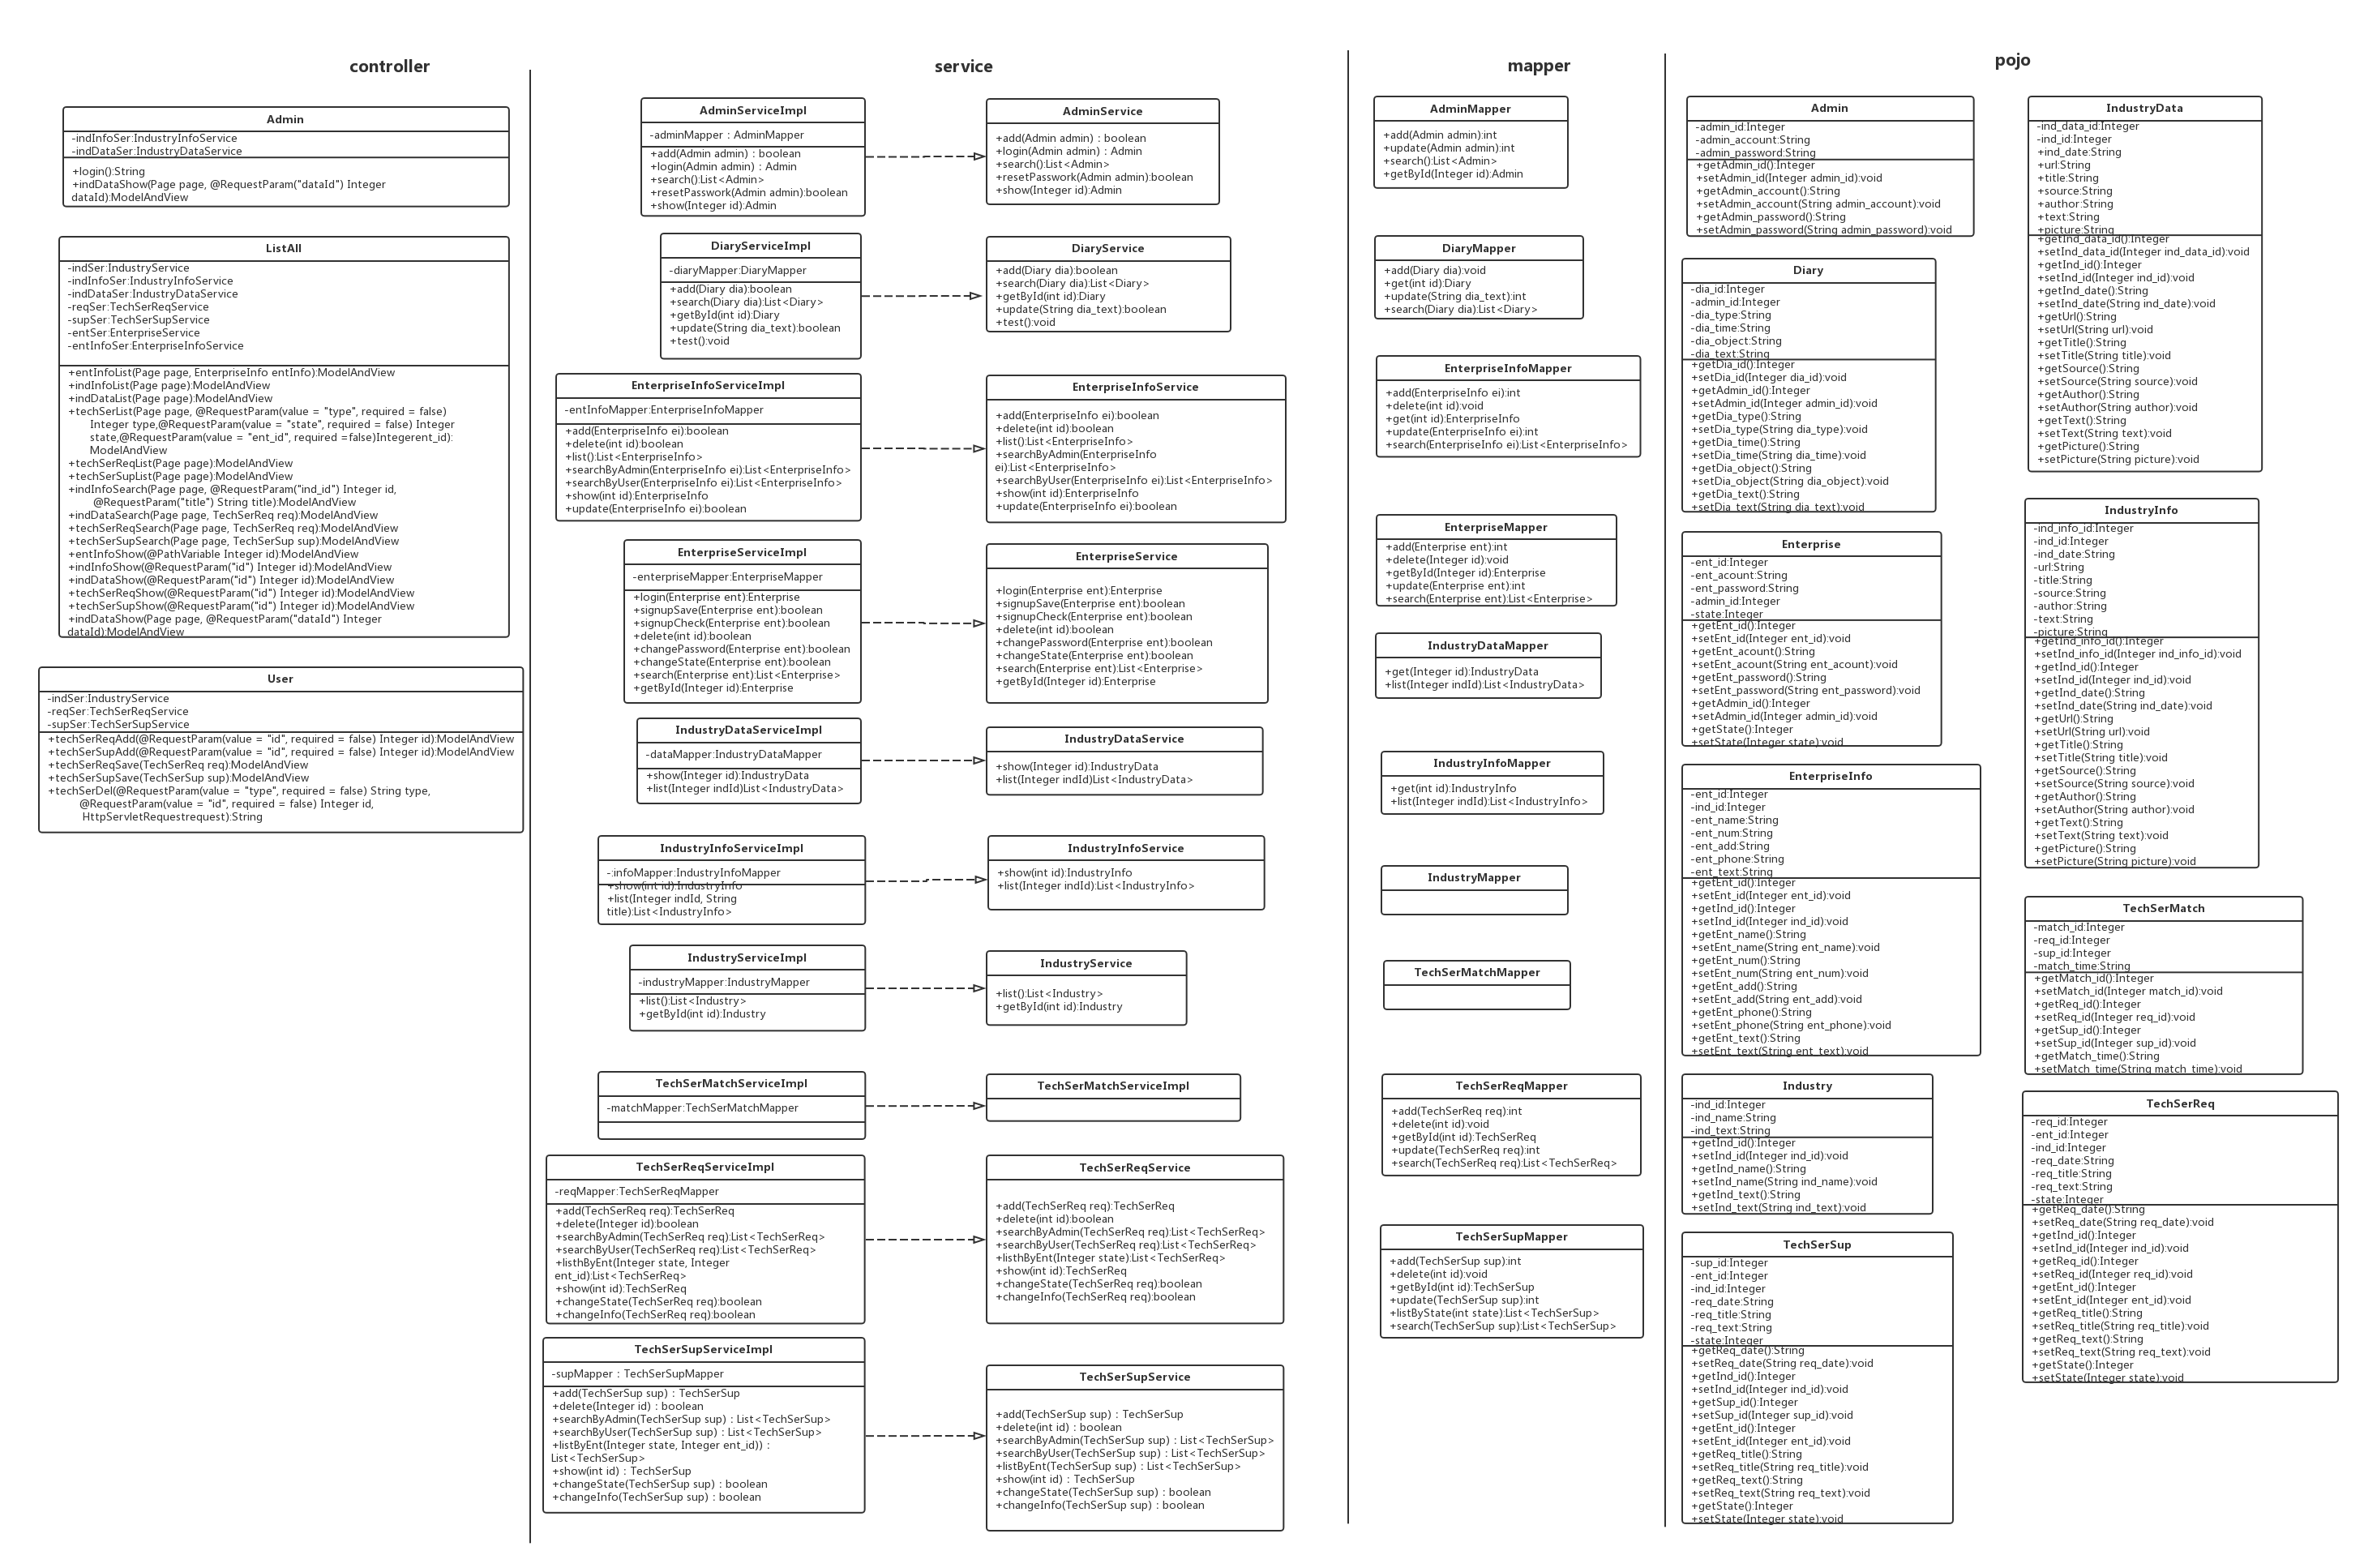 controller
Admin
-indInfoSer:IndustryInfoService
-indDataSer:IndustryDataService
+login():String
+indDataShow(Page page, @RequestParam("dataId") Integer
dataId):ModelAndView
ListAll
-indSer:IndustryService
-indInfoSer:IndustryInfoService
-indDataSer:IndustryDataService
-reqSer:TechSerReqService
-supSer:TechSerSupService
-entSer:EnterpriseService
-entInfoSer:EnterpriseInfoService
+entInfoList(Page page, EnterpriseInfo entInfo):ModelAndView
+indInfoList(Page page):ModelAndView
+indDataList(Page page):ModelAndView
+techSerList(Page page, @RequestParam(value = "type", required = false)
Integer type,@RequestParam(value = "state", required = false) Integer
state,@RequestParam(value = "ent_id", required =false)Integerent_id):
ModelAndView
+techSerReqList(Page page):ModelAndView
+techSerSupList(Page page):ModelAndView
+indInfoSearch(Page page, @RequestParam("ind_id") Integer id,
@RequestParam("title") String title):ModelAndView
+indDataSearch(Page page, TechSerReq req):ModelAndView
+techSerReqSearch(Page page, TechSerReq req):ModelAndView
+techSerSupSearch(Page page, TechSerSup sup):ModelAndView
+entInfoShow(@PathVariable Integer id):ModelAndView
+indInfoShow(@RequestParam("id") Integer id):ModelAndView
+indDataShow(@RequestParam("id") Integer id):ModelAndView
+techSerReqShow(@RequestParam("id") Integer id):ModelAndView
+techSerSupShow(@RequestParam("id") Integer id):ModelAndView
+indDataShow(Page page, @RequestParam("dataId") Integer
dataId):ModelAndView
User
-indSer:IndustryService
-reqSer:TechSerReqService
-supSer:TechSerSupService
+techSerReqAdd(@RequestParam(value = "id", required = false) Integer id):ModelAndView
+techSerSupAdd(@RequestParam(value = "id", required = false) Integer id):ModelAndView
+techSerReqSave(TechSerReq req):ModelAndView
+techSerSupSave(TechSerSup sup):ModelAndView
+techSerDel(@RequestParam(value = "type", required = false) String type,
@RequestParam(value = "id", required = false) Integer id,
HttpServletRequestrequest):String
service
AdminServiceImpl
-adminMapper : AdminMapper
+add(Admin admin) : boolean
+login(Admin admin) : Admin
+search():List<Admin>
+resetPasswork(Admin admin):boolean
+show(Integer id):Admin
AdminService
+add(Admin admin) : boolean
+login(Admin admin) : Admin
+search():List<Admin>
+resetPasswork(Admin admin):boolean
+show(Integer id):Admin
DiaryServiceImpl
-diaryMapper:DiaryMapper
+add(Diary dia):boolean
+search(Diary dia):List<Diary>
+getById(int id):Diary
+update(String dia_text):boolean
+test():void
DiaryService
+add(Diary dia):boolean
+search(Diary dia):List<Diary>
+getById(int id):Diary
+update(String dia_text):boolean
+test():void
EnterpriseInfoServiceImpl
-entInfoMapper:EnterpriseInfoMapper
+add(EnterpriseInfo ei):boolean
+delete(int id):boolean
+list():List<EnterpriseInfo>
+searchByAdmin(EnterpriseInfo ei):List<EnterpriseInfo>
+searchByUser(EnterpriseInfo ei):List<EnterpriseInfo>
+show(int id):EnterpriseInfo
+update(EnterpriseInfo ei):boolean
EnterpriseInfoService
+add(EnterpriseInfo ei):boolean
+delete(int id):boolean
+list():List<EnterpriseInfo>
+searchByAdmin(EnterpriseInfo
ei):List<EnterpriseInfo>
+searchByUser(EnterpriseInfo ei):List<EnterpriseInfo>
+show(int id):EnterpriseInfo
+update(EnterpriseInfo ei):boolean
EnterpriseServiceImpl
-enterpriseMapper:EnterpriseMapper
+login(Enterprise ent):Enterprise
+signupSave(Enterprise ent):boolean
+signupCheck(Enterprise ent):boolean
+delete(int id):boolean
+changePassword(Enterprise ent):boolean
+changeState(Enterprise ent):boolean
+search(Enterprise ent):List<Enterprise>
+getById(Integer id):Enterprise
EnterpriseService
+login(Enterprise ent):Enterprise
+signupSave(Enterprise ent):boolean
+signupCheck(Enterprise ent):boolean
+delete(int id):boolean
+changePassword(Enterprise ent):boolean
+changeState(Enterprise ent):boolean
+search(Enterprise ent):List<Enterprise>
+getById(Integer id):Enterprise
IndustryDataServiceImpl
-dataMapper:IndustryDataMapper
+show(Integer id):IndustryData
+list(Integer indId)List<IndustryData>
IndustryDataService
+show(Integer id):IndustryData
+list(Integer indId)List<IndustryData>
IndustryInfoServiceImpl
-:infoMapper:IndustryInfoMapper
+show(int id):IndustryInfo
+list(Integer indId, String
title):List<IndustryInfo>
IndustryInfoService
+show(int id):IndustryInfo
+list(Integer indId):List<IndustryInfo>
IndustryServiceImpl
-industryMapper:IndustryMapper
+list():List<Industry>
+getById(int id):Industry
IndustryService
+list():List<Industry>
+getById(int id):Industry
TechSerMatchServiceImpl
-matchMapper:TechSerMatchMapper
TechSerMatchServiceImpl
TechSerReqServiceImpl
-reqMapper:TechSerReqMapper
+add(TechSerReq req):TechSerReq
+delete(Integer id):boolean
+searchByAdmin(TechSerReq req):List<TechSerReq>
+searchByUser(TechSerReq req):List<TechSerReq>
+listhByEnt(Integer state, Integer
ent_id):List<TechSerReq>
+show(int id):TechSerReq
+changeState(TechSerReq req):boolean
+changeInfo(TechSerReq req):boolean
TechSerReqService
+add(TechSerReq req):TechSerReq
+delete(int id):boolean
+searchByAdmin(TechSerReq req):List<TechSerReq>
+searchByUser(TechSerReq req):List<TechSerReq>
+listhByEnt(Integer state):List<TechSerReq>
+show(int id):TechSerReq
+changeState(TechSerReq req):boolean
+changeInfo(TechSerReq req):boolean
TechSerSupServiceImpl
-supMapper : TechSerSupMapper
+add(TechSerSup sup) : TechSerSup
+delete(Integer id) : boolean
+searchByAdmin(TechSerSup sup) : List<TechSerSup>
+searchByUser(TechSerSup sup) : List<TechSerSup>
+listByEnt(Integer state, Integer ent_id)) :
List<TechSerSup>
+show(int id) : TechSerSup
+changeState(TechSerSup sup) : boolean
+changeInfo(TechSerSup sup) : boolean
TechSerSupService
+add(TechSerSup sup) : TechSerSup
+delete(int id) : boolean
+searchByAdmin(TechSerSup sup) : List<TechSerSup>
+searchByUser(TechSerSup sup) : List<TechSerSup>
+listByEnt(TechSerSup sup) : List<TechSerSup>
+show(int id) : TechSerSup
+changeState(TechSerSup sup) : boolean
+changeInfo(TechSerSup sup) : boolean
mapper
AdminMapper
+add(Admin admin):int
+update(Admin admin):int
+search():List<Admin>
+getById(Integer id):Admin
DiaryMapper
+add(Diary dia):void
+get(int id):Diary
+update(String dia_text):int
+search(Diary dia):List<Diary>
EnterpriseInfoMapper
+add(EnterpriseInfo ei):int
+delete(int id):void
+get(int id):EnterpriseInfo
+update(EnterpriseInfo ei):int
+search(EnterpriseInfo ei):List<EnterpriseInfo>
EnterpriseMapper
+add(Enterprise ent):int
+delete(Integer id):void
+getById(Integer id):Enterprise
+update(Enterprise ent):int
+search(Enterprise ent):List<Enterprise>
IndustryDataMapper
+get(Integer id):IndustryData
+list(Integer indId):List<IndustryData>
IndustryInfoMapper
+get(int id):IndustryInfo
+list(Integer indId):List<IndustryInfo>
IndustryMapper
TechSerMatchMapper
TechSerReqMapper
+add(TechSerReq req):int
+delete(int id):void
+getById(int id):TechSerReq
+update(TechSerReq req):int
+search(TechSerReq req):List<TechSerReq>
TechSerSupMapper
+add(TechSerSup sup):int
+delete(int id):void
+getById(int id):TechSerSup
+update(TechSerSup sup):int
+listByState(int state):List<TechSerSup>
+search(TechSerSup sup):List<TechSerSup>
pojo
Admin
-admin_id:Integer
-admin_account:String
-admin_password:String
+getAdmin_id():Integer
+setAdmin_id(Integer admin_id):void
+getAdmin_account():String
+setAdmin_account(String admin_account):void
+getAdmin_password():String
+setAdmin_password(String admin_password):void
Diary
-dia_id:Integer
-admin_id:Integer
-dia_type:String
-dia_time:String
-dia_object:String
-dia_text:String
+getDia_id():Integer
+setDia_id(Integer dia_id):void
+getAdmin_id():Integer
+setAdmin_id(Integer admin_id):void
+getDia_type():String
+setDia_type(String dia_type):void
+getDia_time():String
+setDia_time(String dia_time):void
+getDia_object():String
+setDia_object(String dia_object):void
+getDia_text():String
+setDia_text(String dia_text):void
Enterprise
-ent_id:Integer
-ent_acount:String
-ent_password:String
-admin_id:Integer
-state:Integer
+getEnt_id():Integer
+setEnt_id(Integer ent_id):void
+getEnt_acount():String
+setEnt_acount(String ent_acount):void
+getEnt_password():String
+setEnt_password(String ent_password):void
+getAdmin_id():Integer
+setAdmin_id(Integer admin_id):void
+getState():Integer
+setState(Integer state):void
EnterpriseInfo
-ent_id:Integer
-ind_id:Integer
-ent_name:String
-ent_num:String
-ent_add:String
-ent_phone:String
-ent_text:String
+getEnt_id():Integer
+setEnt_id(Integer ent_id):void
+getInd_id():Integer
+setInd_id(Integer ind_id):void
+getEnt_name():String
+setEnt_name(String ent_name):void
+getEnt_num():String
+setEnt_num(String ent_num):void
+getEnt_add():String
+setEnt_add(String ent_add):void
+getEnt_phone():String
+setEnt_phone(String ent_phone):void
+getEnt_text():String
+setEnt_text(String ent_text):void
Industry
-ind_id:Integer
-ind_name:String
-ind_text:String
+getInd_id():Integer
+setInd_id(Integer ind_id):void
+getInd_name():String
+setInd_name(String ind_name):void
+getInd_text():String
+setInd_text(String ind_text):void
TechSerSup
-sup_id:Integer
-ent_id:Integer
-ind_id:Integer
-req_date:String
-req_title:String
-req_text:String
-state:Integer
+getReq_date():String
+setReq_date(String req_date):void
+getInd_id():Integer
+setInd_id(Integer ind_id):void
+getSup_id():Integer
+setSup_id(Integer sup_id):void
+getEnt_id():Integer
+setEnt_id(Integer ent_id):void
+getReq_title():String
+setReq_title(String req_title):void
+getReq_text():String
+setReq_text(String req_text):void
+getState():Integer
+setState(Integer state):void
IndustryData
-ind_data_id:Integer
-ind_id:Integer
+ind_date:String
+url:String
+title:String
+source:String
+author:String
+text:String
+picture:String
+getInd_data_id():Integer
+setInd_data_id(Integer ind_data_id):void
+getInd_id():Integer
+setInd_id(Integer ind_id):void
+getInd_date():String
+setInd_date(String ind_date):void
+getUrl():String
+setUrl(String url):void
+getTitle():String
+setTitle(String title):void
+getSource():String
+setSource(String source):void
+getAuthor():String
+setAuthor(String author):void
+getText():String
+setText(String text):void
+getPicture():String
+setPicture(String picture):void
IndustryInfo
-ind_info_id:Integer
-ind_id:Integer
-ind_date:String
-url:String
-title:String
-source:String
-author:String
-text:String
-picture:String
+getInd_info_id():Integer
+setInd_info_id(Integer ind_info_id):void
+getInd_id():Integer
+setInd_id(Integer ind_id):void
+getInd_date():String
+setInd_date(String ind_date):void
+getUrl():String
+setUrl(String url):void
+getTitle():String
+setTitle(String title):void
+getSource():String
+setSource(String source):void
+getAuthor():String
+setAuthor(String author):void
+getText():String
+setText(String text):void
+getPicture():String
+setPicture(String picture):void
TechSerMatch
-match_id:Integer
-req_id:Integer
-sup_id:Integer
-match_time:String
+getMatch_id():Integer
+setMatch_id(Integer match_id):void
+getReq_id():Integer
+setReq_id(Integer req_id):void
+getSup_id():Integer
+setSup_id(Integer sup_id):void
+getMatch_time():String
+setMatch_time(String match_time):void
TechSerReq
-req_id:Integer
-ent_id:Integer
-ind_id:Integer
-req_date:String
-req_title:String
-req_text:String
-state:Integer
+getReq_date():String
+setReq_date(String req_date):void
+getInd_id():Integer
+setInd_id(Integer ind_id):void
+getReq_id():Integer
+setReq_id(Integer req_id):void
+getEnt_id():Integer
+setEnt_id(Integer ent_id):void
+getReq_title():String
+setReq_title(String req_title):void
+getReq_text():String
+setReq_text(String req_text):void
+getState():Integer
+setState(Integer state):void